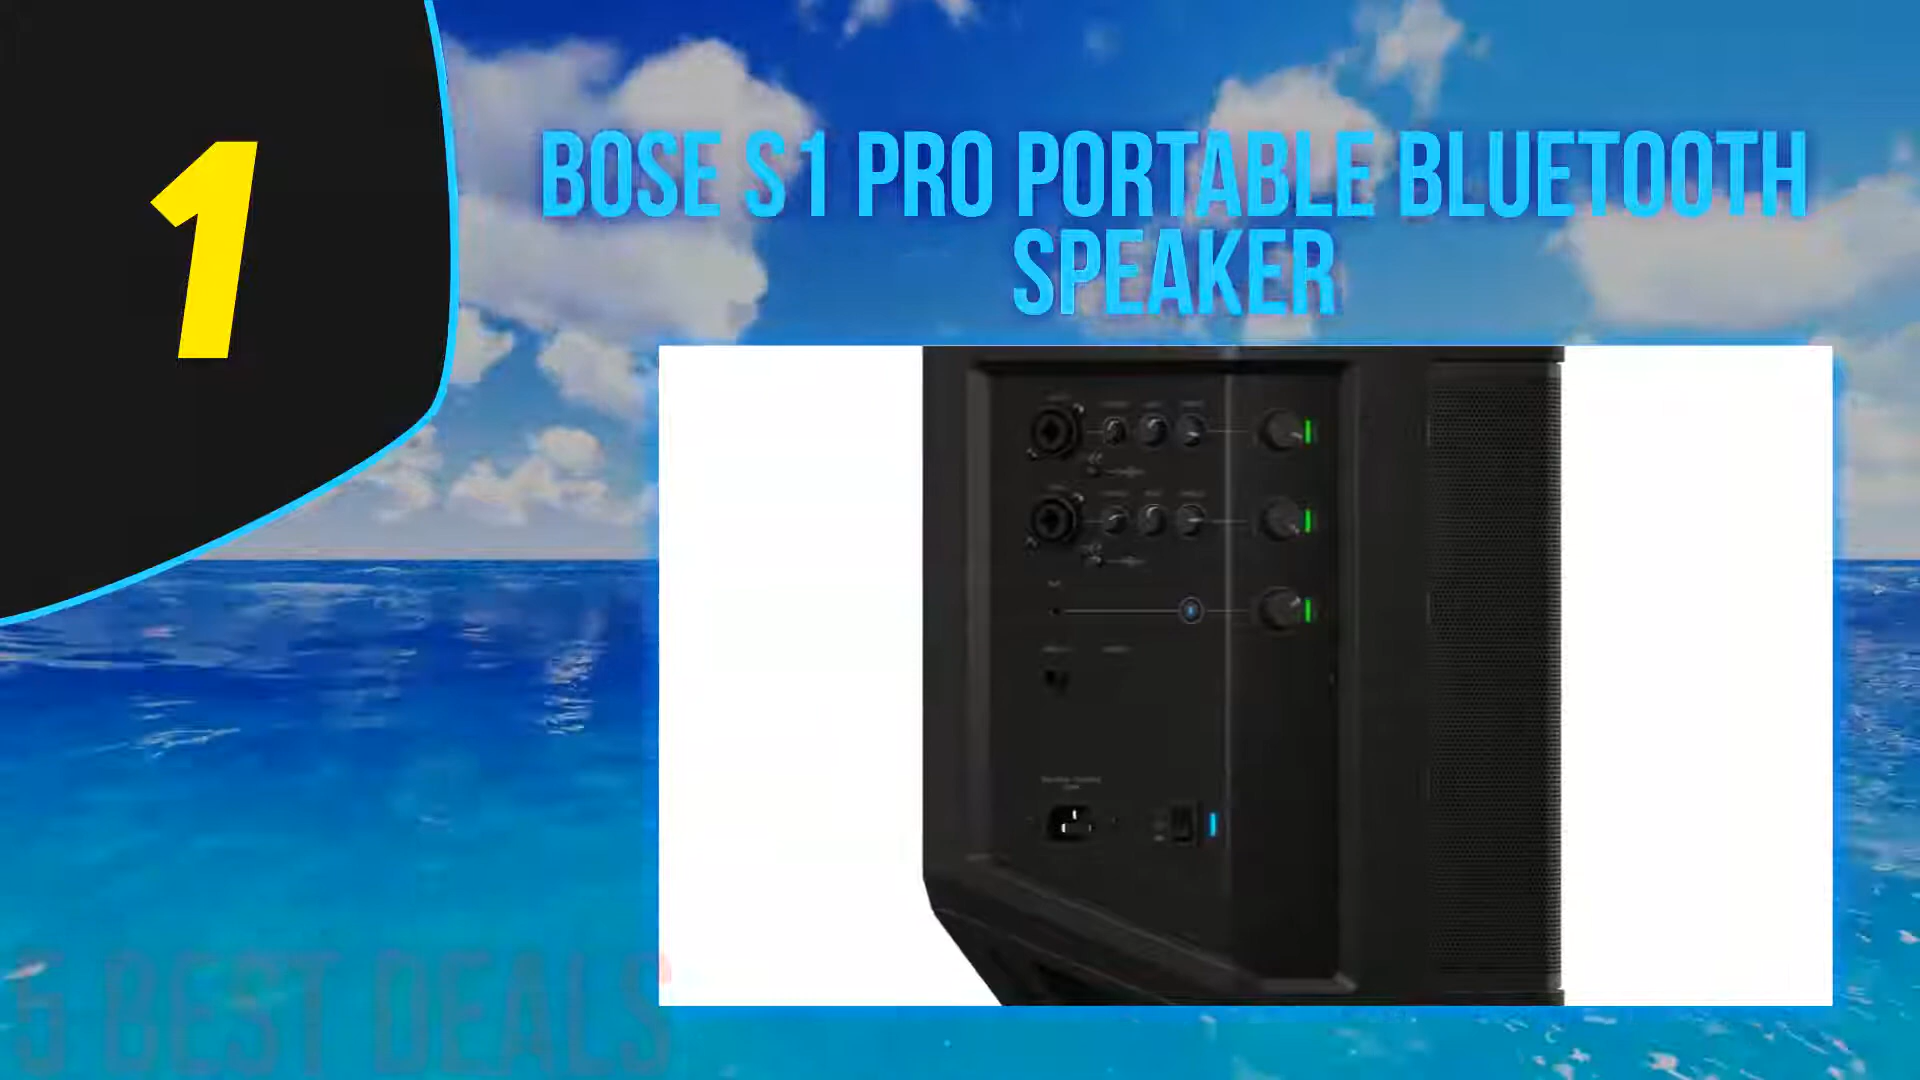 1
BOSE S1 PRO PORTABLE BLUETOOTH
SPEAKER
5 BEST DEALS